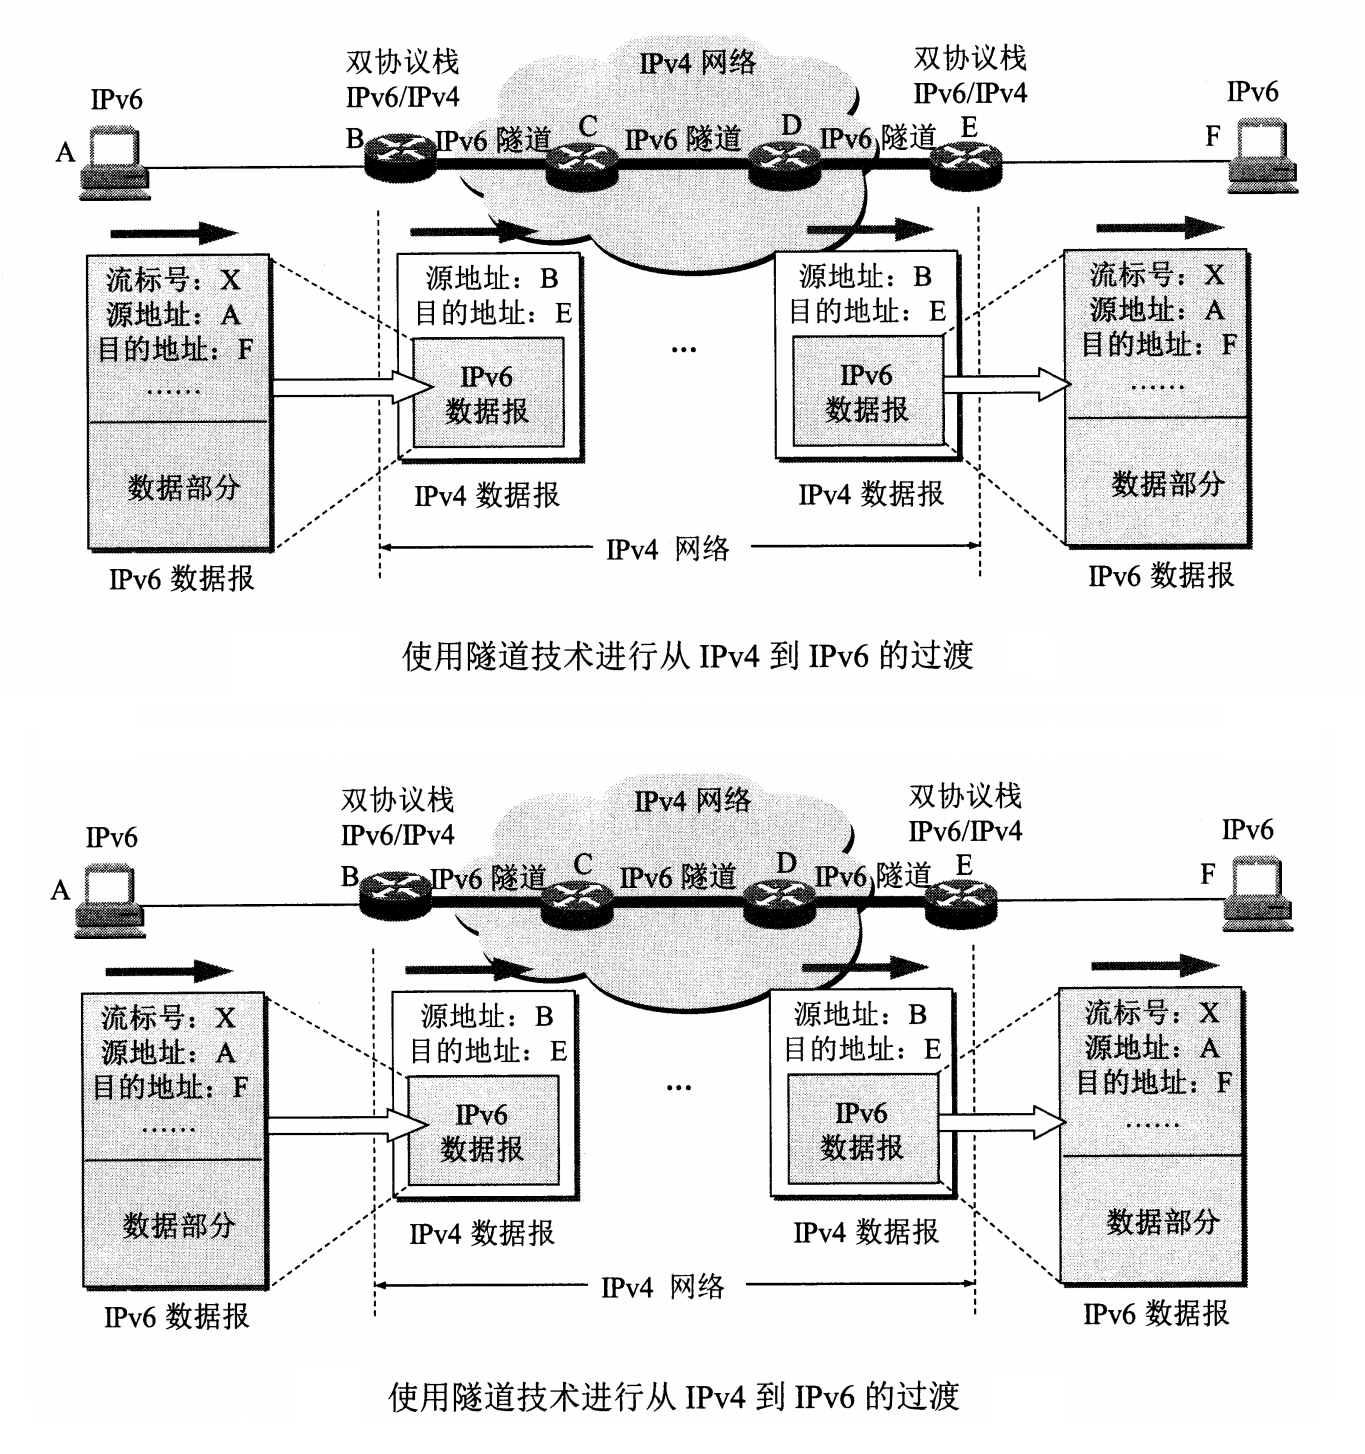 IPv4 网络
双协议栈
IPv6/IPv4
双协议栈
IPv6/IPv4
IPv6
IPv6
A
B
IPv6 隧道
C
IPv6 隧道
D
IPv6 隧道
E
F
流标号：X
源地址：A
目的地址：F
......
数据部分
IPv6 数据报
源地址：B
目的地址：E
IPv6
数据报
IPv4 数据报
...
源地址：B
目的地址：E
IPv6
数据报
IPv4 数据报
流标号：X
源地址：A
目的地址：F
......
数据部分
IPv6 数据报
IPv4 网络
使用隧道技术进行从 IPv4 到 IPv6 的过渡
IPv4 网络
双协议栈
IPv6/IPv4
双协议栈
IPv6/IPv4
IPv6
IPv6
A
B
IPv6 隧道
C
IPv6 隧道
D
IPv6 隧道
E
F
流标号：X
源地址：A
目的地址：F
......
数据部分
IPv6 数据报
源地址：B
目的地址：E
IPv6
数据报
IPv4 数据报
...
源地址：B
目的地址：E
IPv6
数据报
IPv4 数据报
流标号：X
源地址：A
目的地址：F
......
数据部分
IPv6 数据报
IPv4 网络
使用隧道技术进行从 IPv4 到 IPv6 的过渡